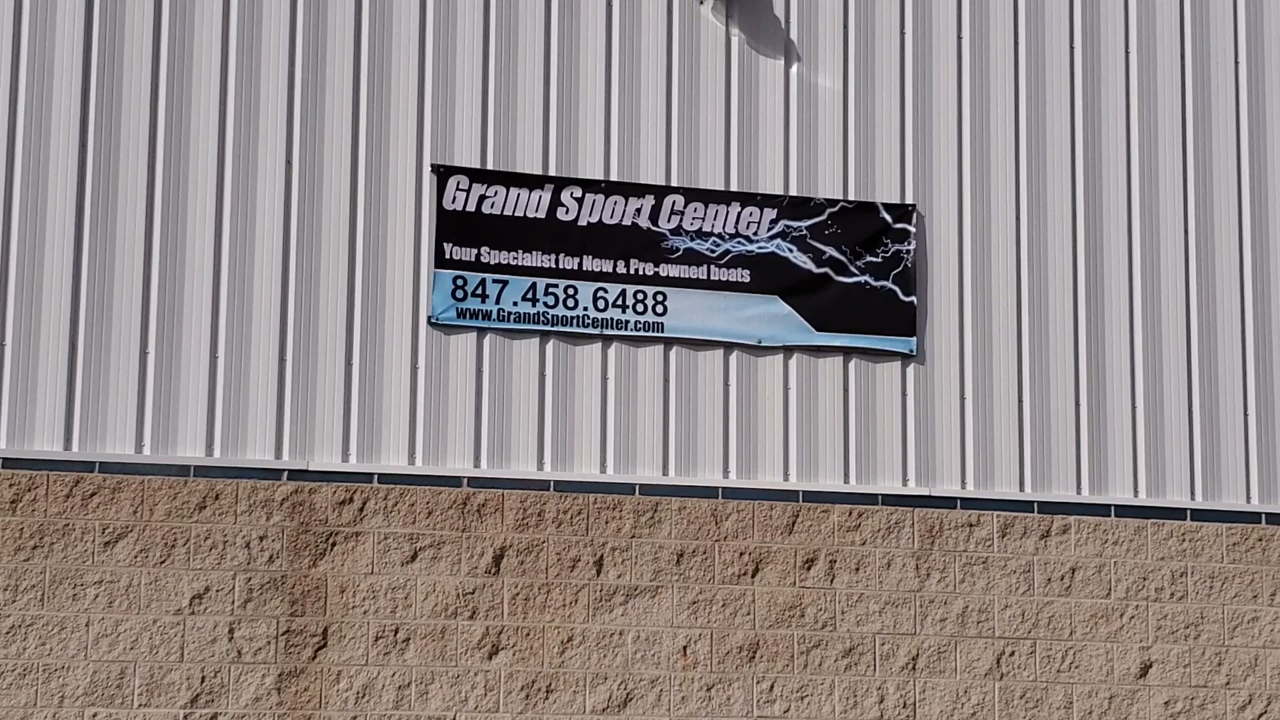 Grand Sport Center
Your Specialist for New & Pre-owned boats
847.458.6488
www.GrandSportCenter.com